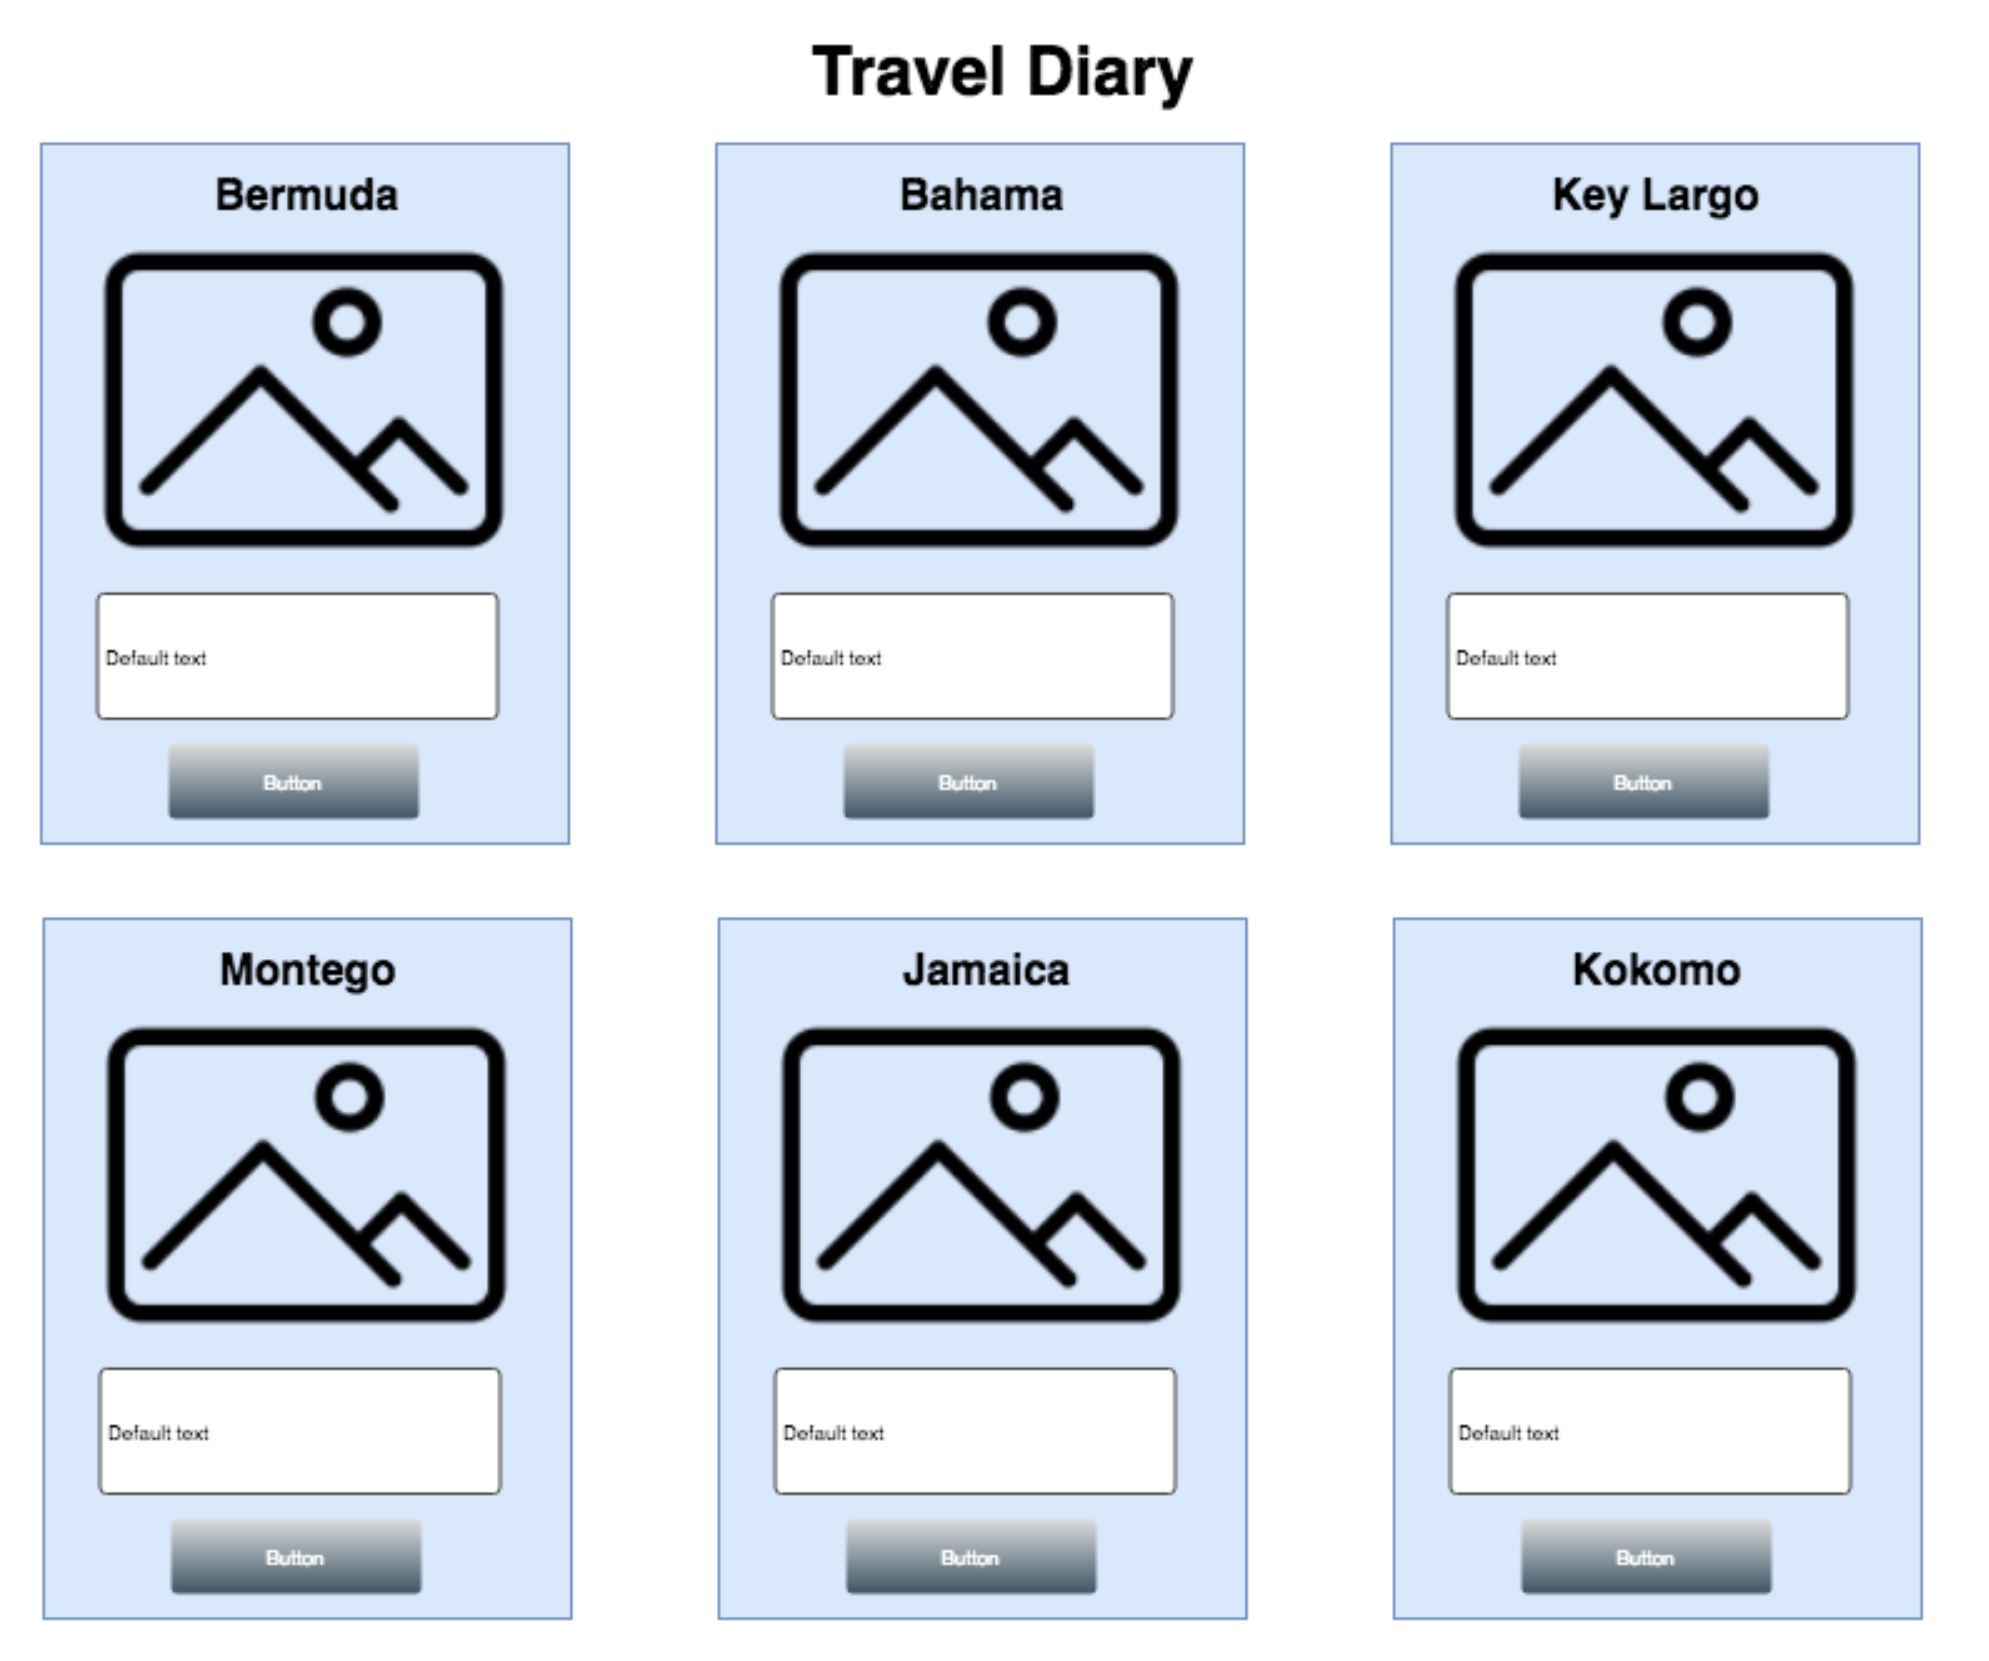 Travel Diary
Bermuda
Default text
Button
Bahama
Default text
Button
Key Largo
Default text
Button
Montego
Default text
Button
Jamaica
Default text
Button
Kokomo
Default text
Button